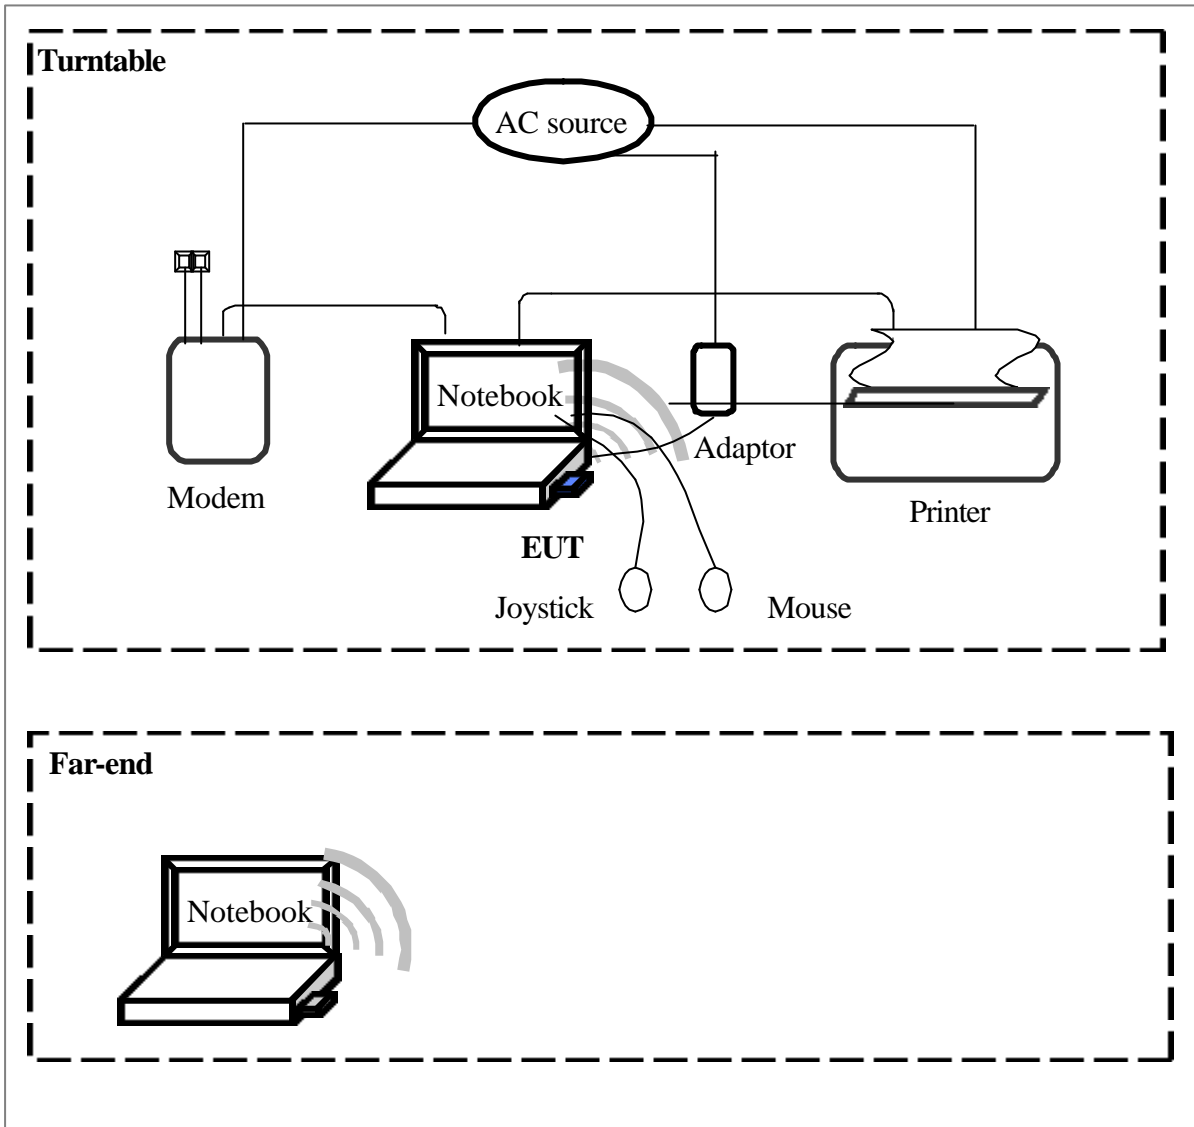 Turntable
AC source
Notebook
Adaptor
Modem
Printer
EUT
Joystick
Mouse
Far-end
Notebook